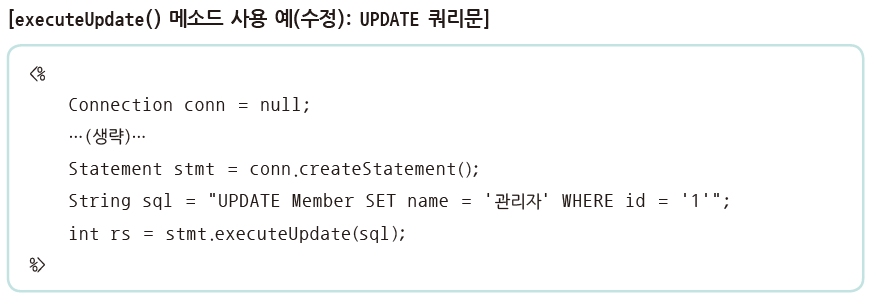 [executeUpdate() 메소드 사용 예(수정): UPDATE 쿼리문]
<%
Connection conn = null;
…(생략)…
Statement stmt = conn.createStatement();
String sql = "UPDATE Member SET name = '관리자' WHERE id = '1'";
int rs = stmt.executeUpdate(sql);
%>